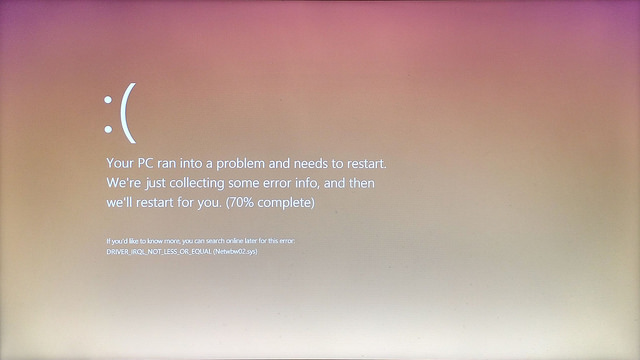 :(
Your PC ran into a problem and needs to restart.
We're just collecting some error info, and then
we'll restart for you. (70% complete)
If you'd like to know more, you can search online later for this error:
DRIVER_IRQL_NOT_LESS_OR_EQUAL (Netwbw02.sys)